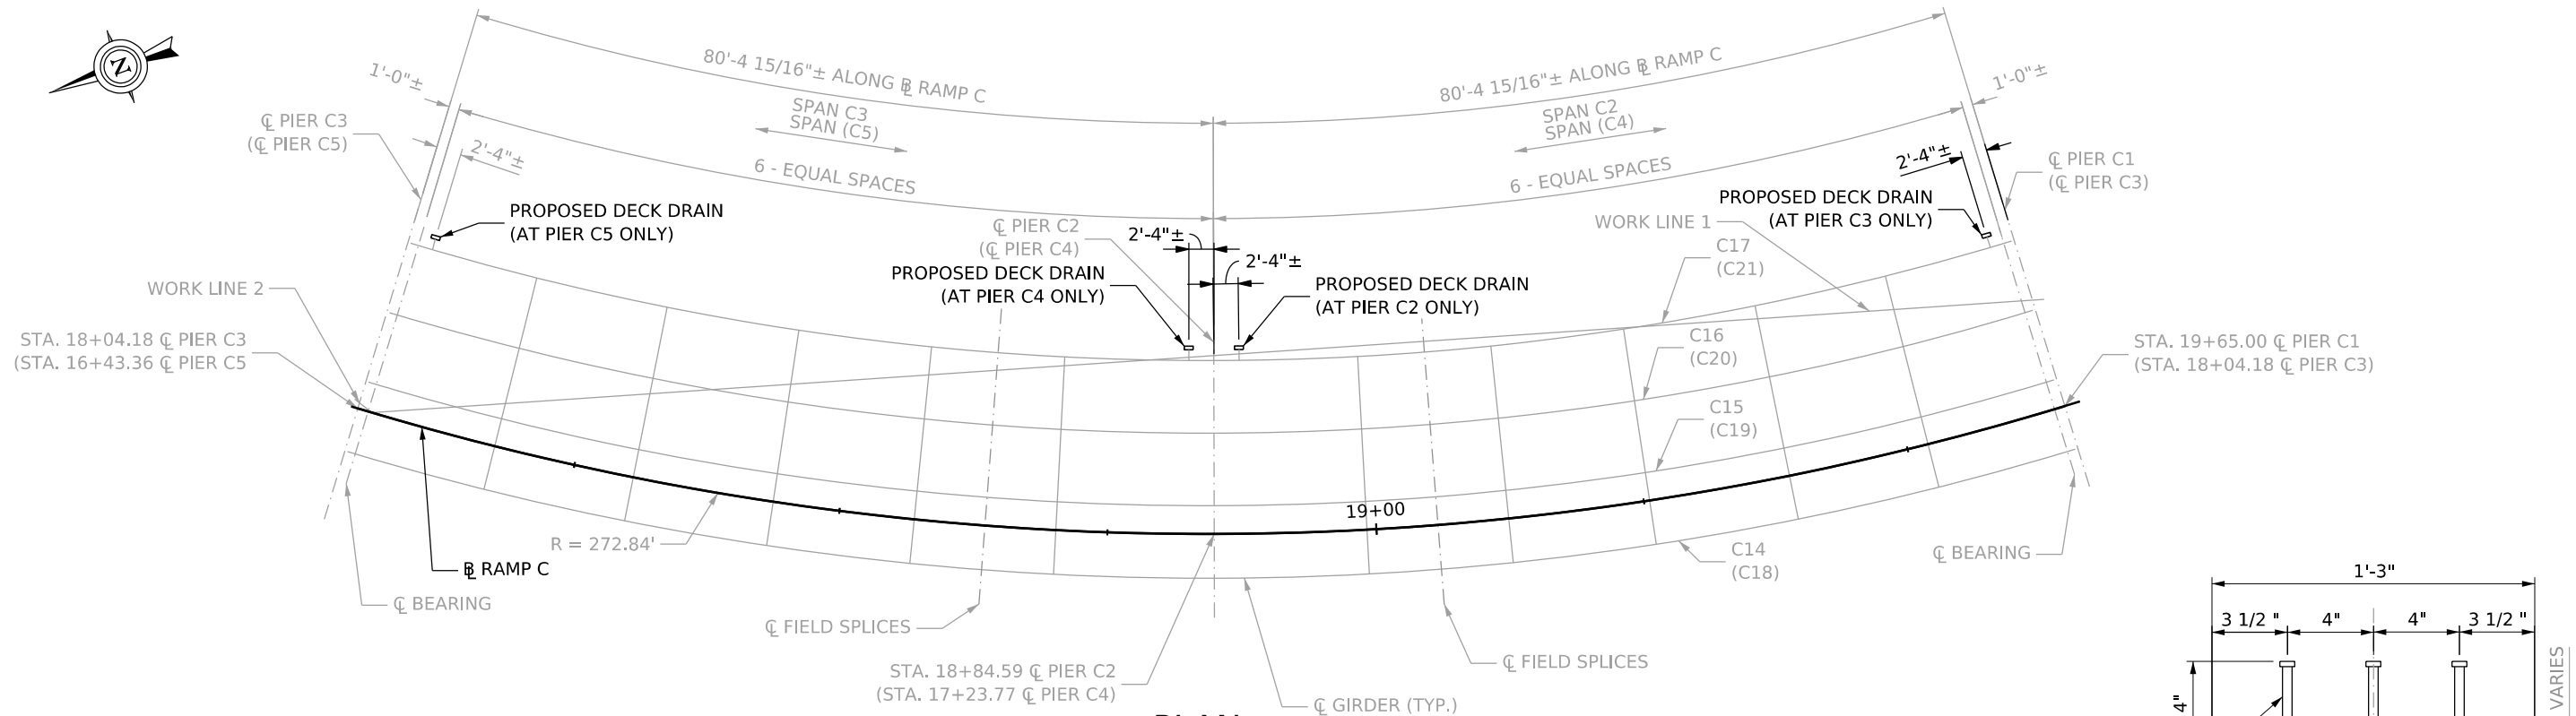 N
1'-0"±
80'-4 15/16"± ALONG ℄ RAMP C
80'-4 15/16"± ALONG ℄ RAMP C
1'-0"±
SPAN C3
SPAN (C5)
SPAN C2
SPAN (C4)
℄ PIER C3
(℄ PIER C5)
2'-4"±
6 - EQUAL SPACES
6 - EQUAL SPACES
2'-4"±
℄ PIER C1
(℄ PIER C3)
PROPOSED DECK DRAIN
(AT PIER C5 ONLY)
℄ PIER C2
(℄ PIER C4)
2'-4"±
2'-4"±
PROPOSED DECK DRAIN
(AT PIER C3 ONLY)
WORK LINE 1
C17
(C21)
PROPOSED DECK DRAIN
(AT PIER C4 ONLY)
PROPOSED DECK DRAIN
(AT PIER C2 ONLY)
WORK LINE 2
STA. 18+04.18 ℄ PIER C3
(STA. 16+43.36 ℄ PIER C5
C16
(C20)
STA. 19+65.00 ℄ PIER C1
(STA. 18+04.18 ℄ PIER C3)
C15
(C19)
19+00
R = 272.84'
C14
(C18)
℄ BEARING
B̵L RAMP C
℄ BEARING
℄ FIELD SPLICES
℄ FIELD SPLICES
STA. 18+84.59 ℄ PIER C2
(STA. 17+23.77 ℄ PIER C4)
℄ GIRDER (TYP.)
1'-3"
3 1/2 "
4"
4"
3 1/2 "
VARIES
4"